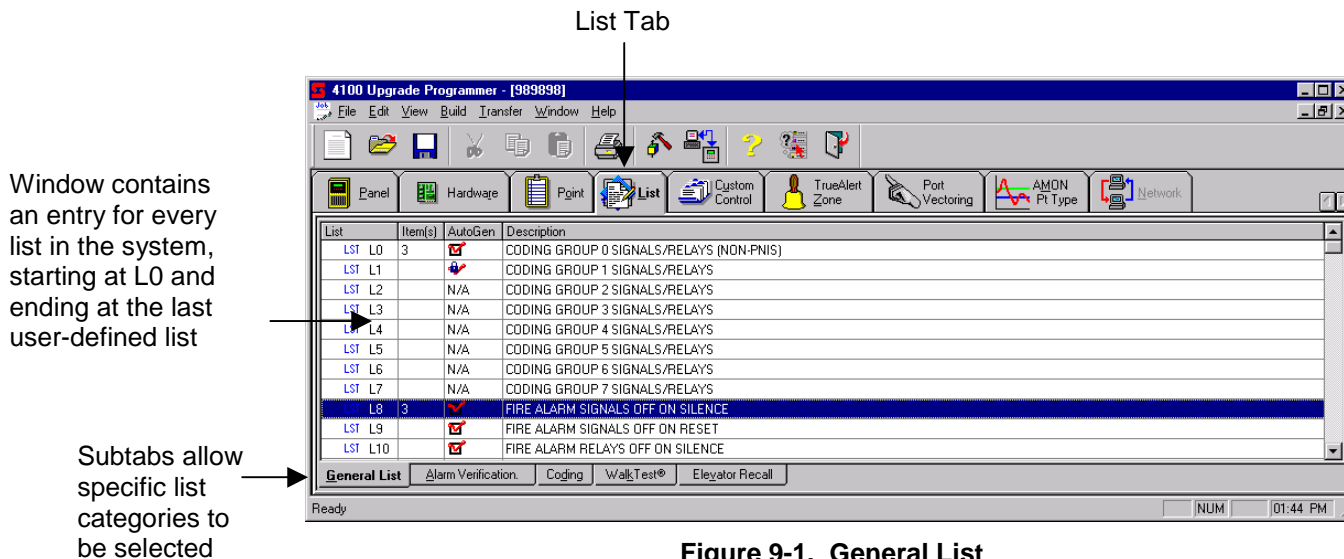 List Tab
4100 Upgrade Programmer - [989898]
Job File Edit View Build Transfer Window Help
Panel Hardware Point List Custom Control TrueAlert Zone Port Vectoring AMON Pt Type Network
Window contains
an entry for every
list in the system,
starting at L0 and
ending at the last
user-defined list
List Item(s) AutoGen Description
LST L0 3 CODING GROUP 0 SIGNALS/RELAYS (NON-PNIS)
LST L1 CODING GROUP 1 SIGNALS/RELAYS
LST L2 N/A CODING GROUP 2 SIGNALS/RELAYS
LST L3 N/A CODING GROUP 3 SIGNALS/RELAYS
LST L4 N/A CODING GROUP 4 SIGNALS/RELAYS
LST L5 N/A CODING GROUP 5 SIGNALS/RELAYS
LST L6 N/A CODING GROUP 6 SIGNALS/RELAYS
LST L7 N/A CODING GROUP 7 SIGNALS/RELAYS
L8 3 FIRE ALARM SIGNALS OFF ON SILENCE
LST L9 FIRE ALARM SIGNALS OFF ON RESET
LST L10 FIRE ALARM RELAYS OFF ON SILENCE
General List Alarm Verification. Coding WalkTest® Elevator Recall
Ready NUM 01:44 PM
Subtabs allow
specific list
categories to
be selected
Figure 9-1. General List